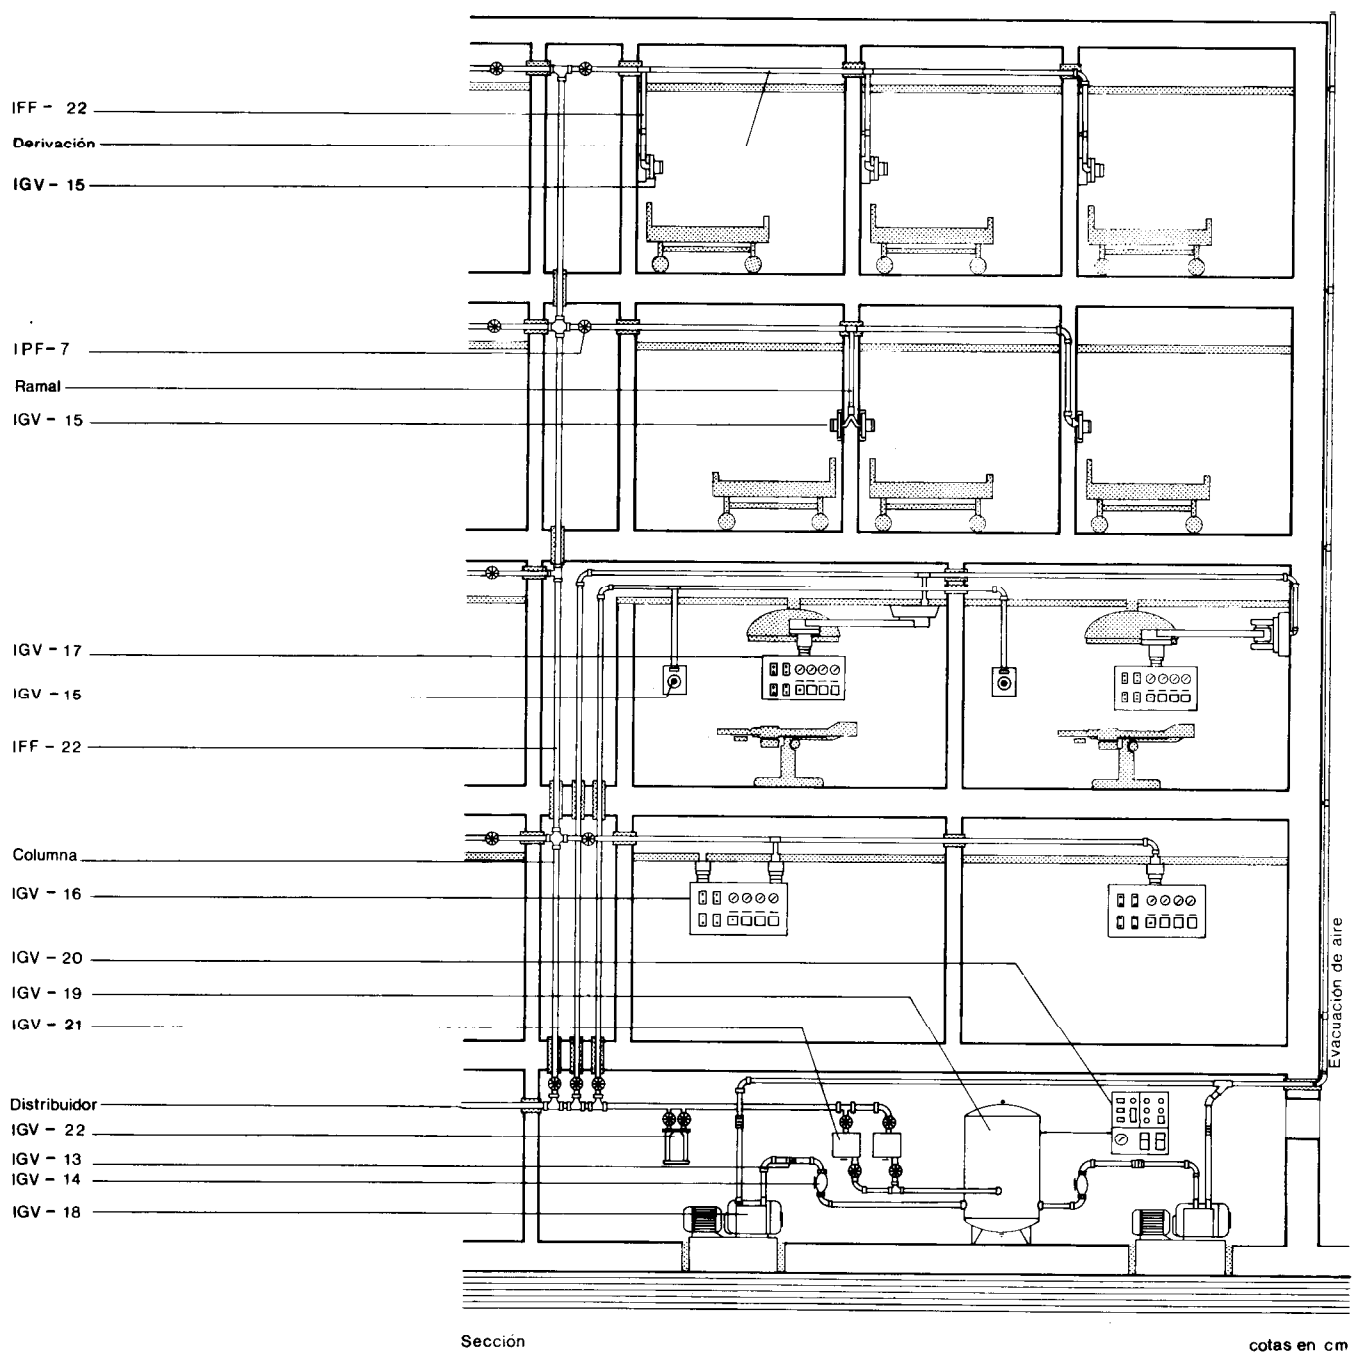 IFF - 22
Derivación
IGV - 15
IPF - 7
Ramal
IGV - 15
IGV - 17
IGV - 15
IFF - 22
Columna
IGV - 16
IGV - 20
IGV - 19
IGV - 21
Evacuación de aire
Distribuidor
IGV - 22
IGV - 13
IGV - 14
IGV - 18
Sección
cotas en cm